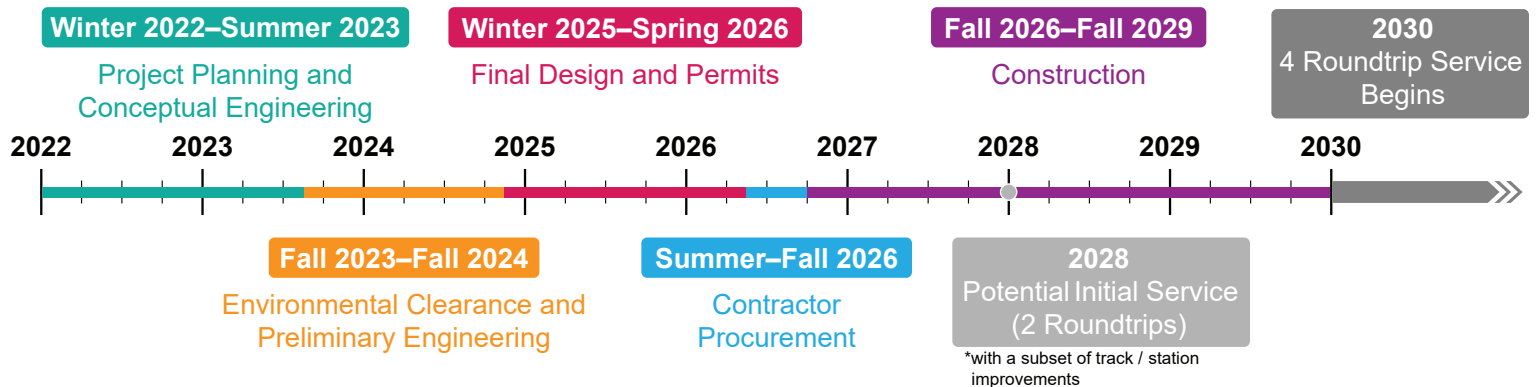 Winter 2022–Summer 2023
Project Planning and
Conceptual Engineering
Winter 2025–Spring 2026
Final Design and Permits
Fall 2026–Fall 2029
Construction
2030
4 Roundtrip Service
Begins
2022 2023 2024 2025 2026 2027 2028 2029 2030
Fall 2023–Fall 2024
Environmental Clearance and
Preliminary Engineering
Summer–Fall 2026
Contractor
Procurement
2028
Potential Initial Service
(2 Roundtrips)
*with a subset of track / station
improvements